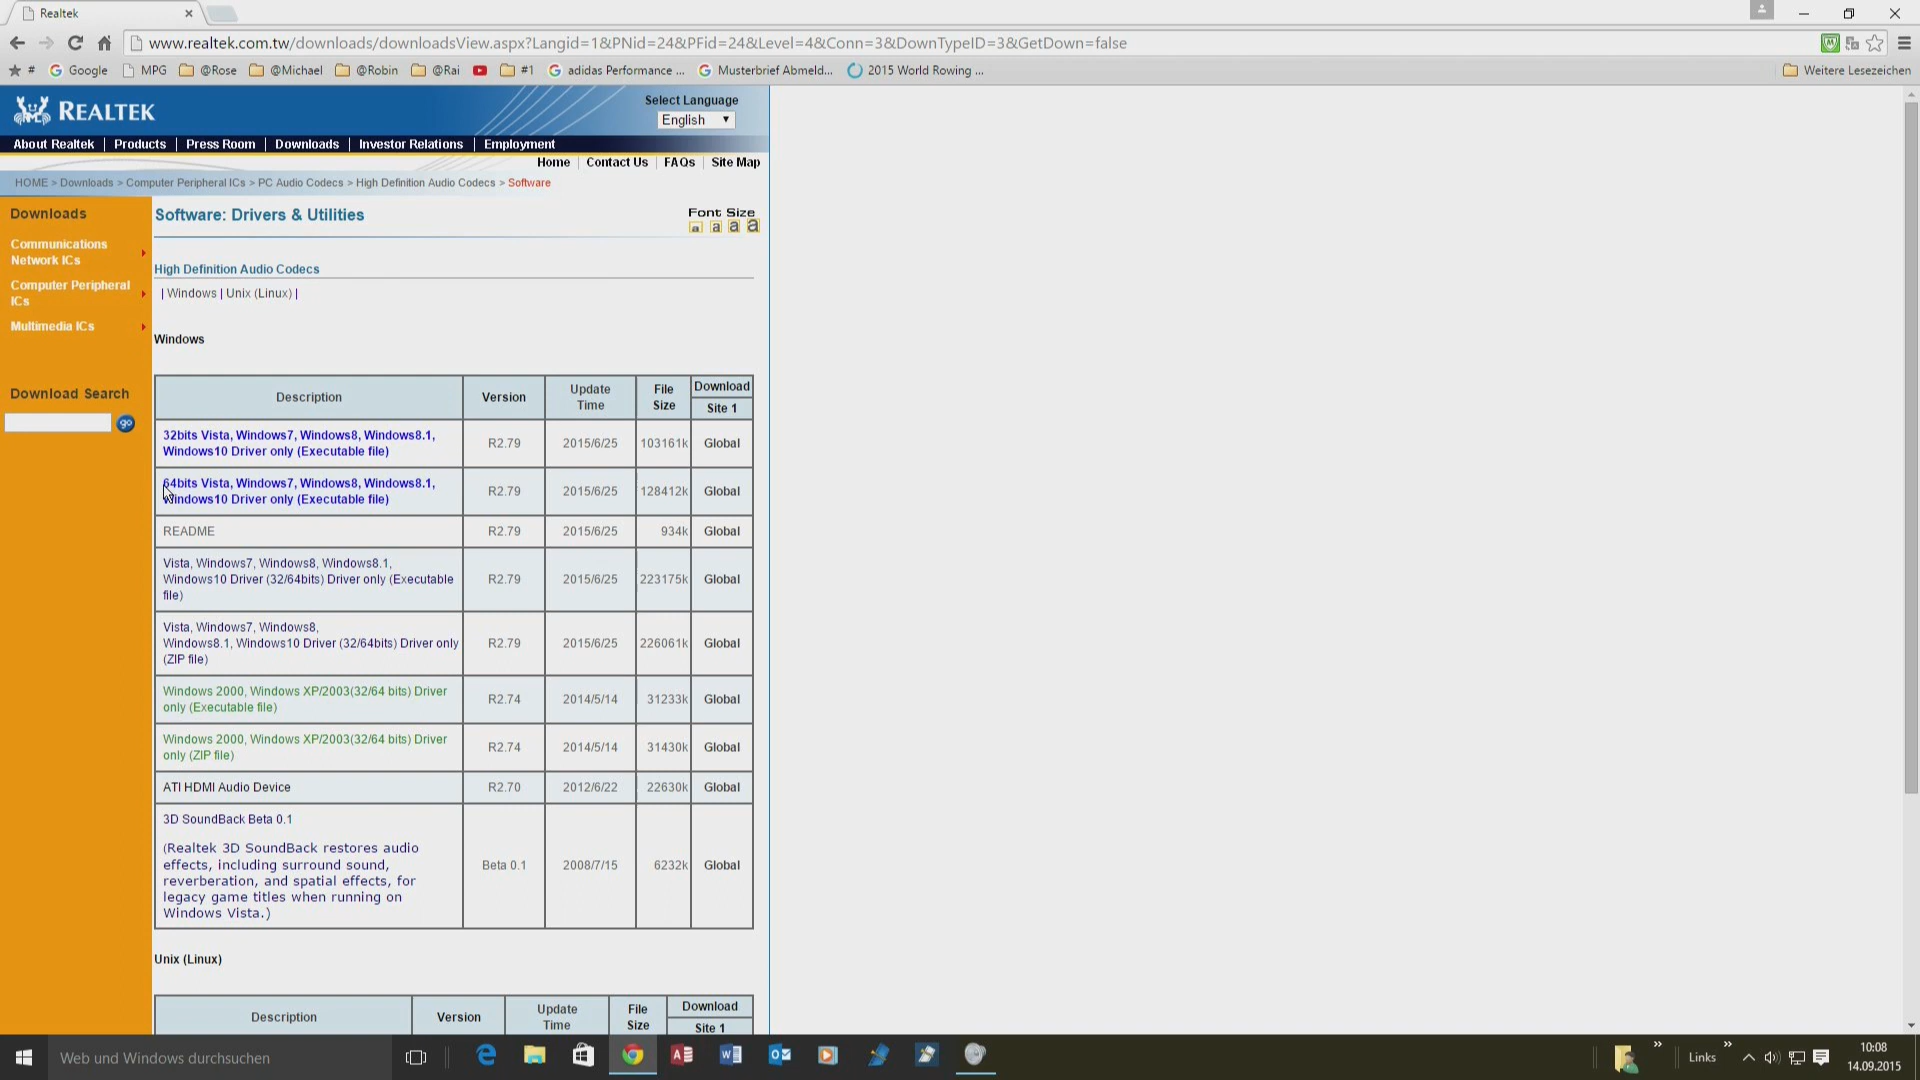 Realtek
www.realtek.com.tw/downloads/downloadsView.aspx?Langid=1&PNid=24&PFid=24&Level=4&Conn=3&DownTypeID=3&GetDown=false
# Google MPG @Rose @Michael @Robin @Rai #1 adidas Performance ... Musterbrief Abmeld... 2015 World Rowing ... Weitere Lesezeichen
REALTEK
Select Language
English
About Realtek | Products | Press Room | Downloads | Investor Relations | Employment
Home | Contact Us | FAQs | Site Map
HOME > Downloads > Computer Peripheral ICs > PC Audio Codecs > High Definition Audio Codecs > Software
Downloads
Communications
Network ICs
Computer Peripheral
ICs
Multimedia ICs
Download Search
go
Software: Drivers & Utilities
Font Size
a a a a
High Definition Audio Codecs
| Windows | Unix (Linux) |
Windows
Description Version Update Time File Size Download Site 1
32bits Vista, Windows7, Windows8, Windows8.1,
Windows10 Driver only (Executable file)
R2.79 2015/6/25 103161k Global
64bits Vista, Windows7, Windows8, Windows8.1,
Windows10 Driver only (Executable file)
R2.79 2015/6/25 128412k Global
README R2.79 2015/6/25 934k Global
Vista, Windows7, Windows8, Windows8.1,
Windows10 Driver (32/64bits) Driver only (Executable
file)
R2.79 2015/6/25 223175k Global
Vista, Windows7, Windows8,
Windows8.1, Windows10 Driver (32/64bits) Driver only
(ZIP file)
R2.79 2015/6/25 226061k Global
Windows 2000, Windows XP/2003(32/64 bits) Driver
only (Executable file)
R2.74 2014/5/14 31233k Global
Windows 2000, Windows XP/2003(32/64 bits) Driver
only (ZIP file)
R2.74 2014/5/14 31430k Global
ATI HDMI Audio Device R2.70 2012/6/22 22630k Global
3D SoundBack Beta 0.1
(Realtek 3D SoundBack restores audio
effects, including surround sound,
reverberation, and spatial effects, for
legacy game titles when running on
Windows Vista.)
Beta 0.1 2008/7/15 6232k Global
Unix (Linux)
Description Version Update Time File Size Download Site 1
Web und Windows durchsuchen
Links
10:08
14.09.2015